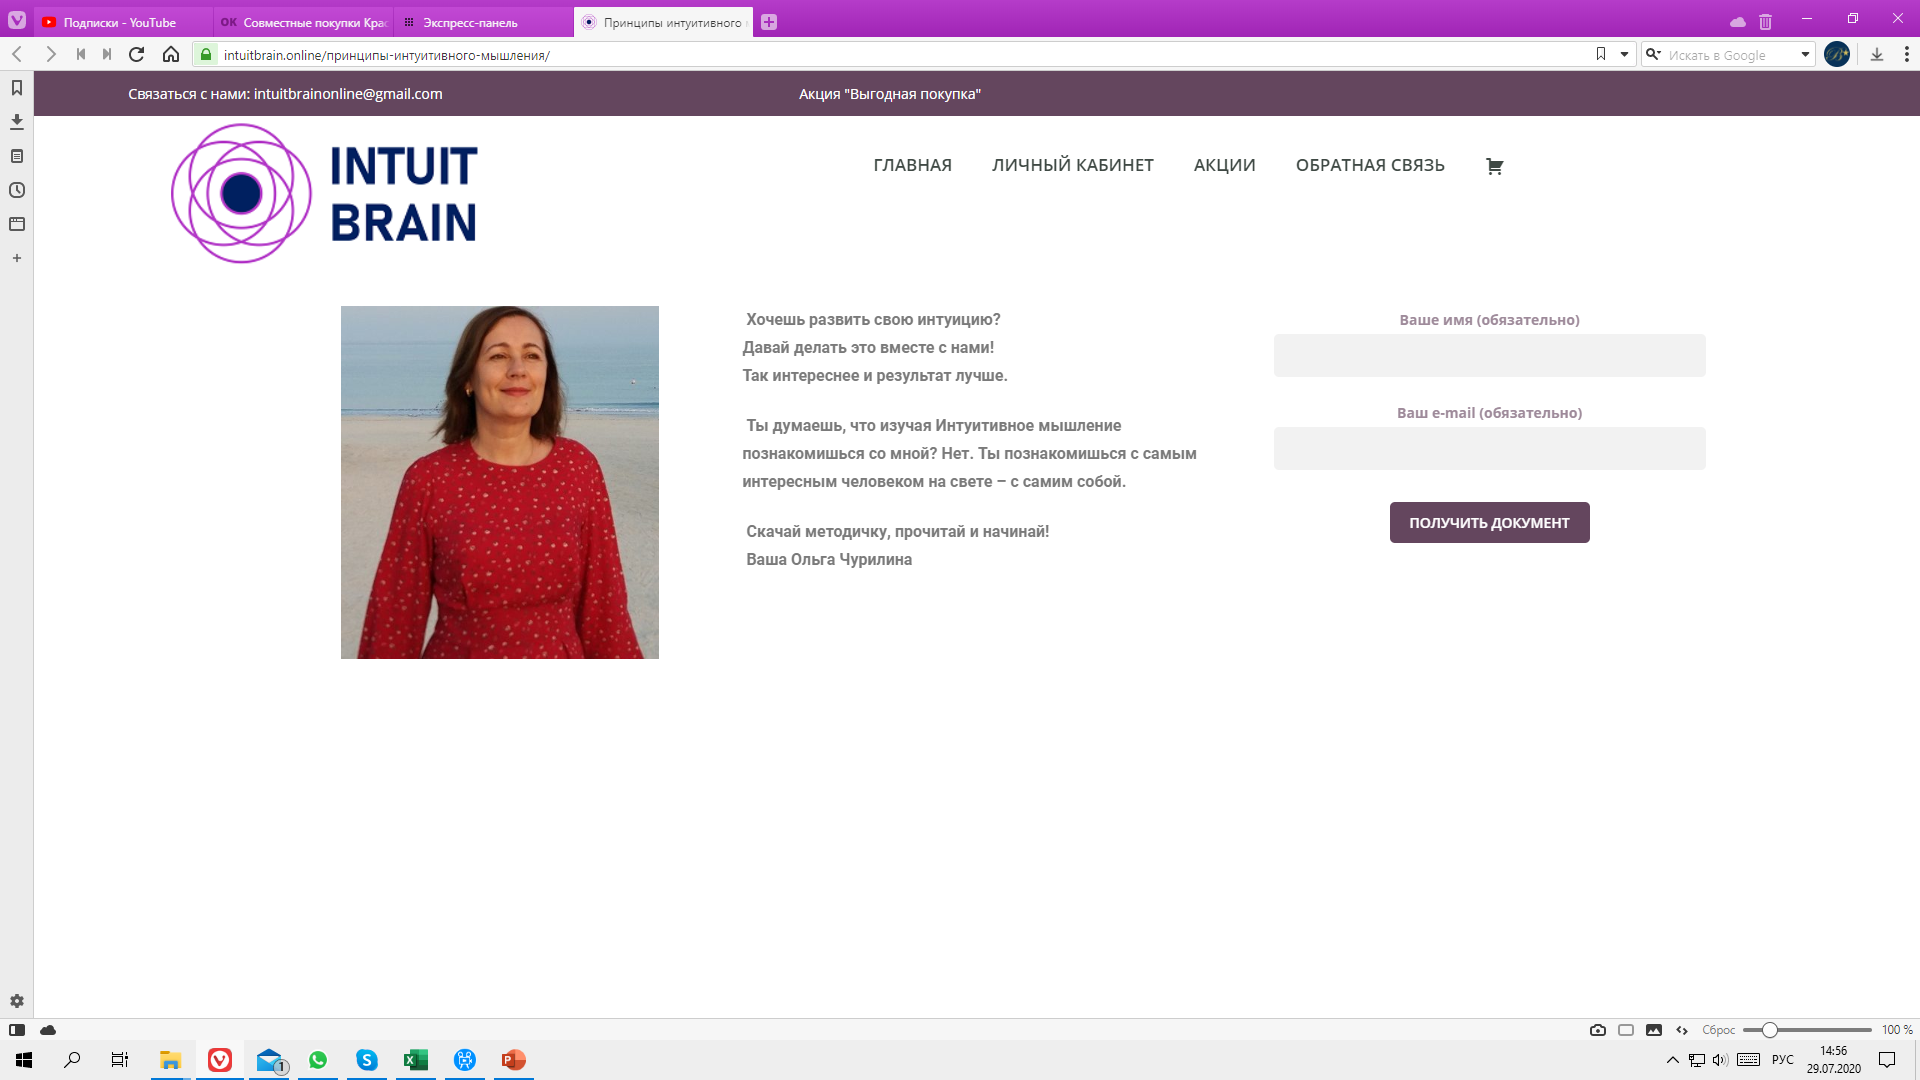 Подписки - YouTube
Совместные покупки Крас
Экспресс-панель
Принципы интуитивного
intuitbrain.online/принципы-интуитивного-мышления/
Искать в Google
Связаться с нами: intuitbrainonline@gmail.com
Акция "Выгодная покупка"
INTUIT
BRAIN
ГЛАВНАЯ
ЛИЧНЫЙ КАБИНЕТ
АКЦИИ
ОБРАТНАЯ СВЯЗЬ
Хочешь развить свою интуицию?
Давай делать это вместе с нами!
Так интереснее и результат лучше.
Ты думаешь, что изучая Интуитивное мышление
познакомишься со мной? Нет. Ты познакомишься с самым
интересным человеком на свете – с самим собой.
Скачай методичку, прочитай и начинай!
Ваша Ольга Чурилина
Ваше имя (обязательно)
Ваш e-mail (обязательно)
ПОЛУЧИТЬ ДОКУМЕНТ
Сброс
100 %
1
РУС
14:56
29.07.2020